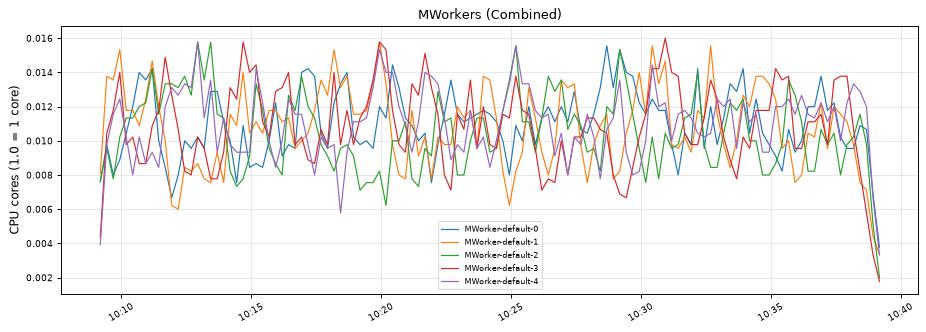 MWorkers (Combined)
CPU cores (1.0 = 1 core)
0.016
0.014
0.012
0.010
0.008
0.006
0.004
0.002
MWorker-default-0
MWorker-default-1
MWorker-default-2
MWorker-default-3
MWorker-default-4
10:10
10:15
10:20
10:25
10:30
10:35
10:40